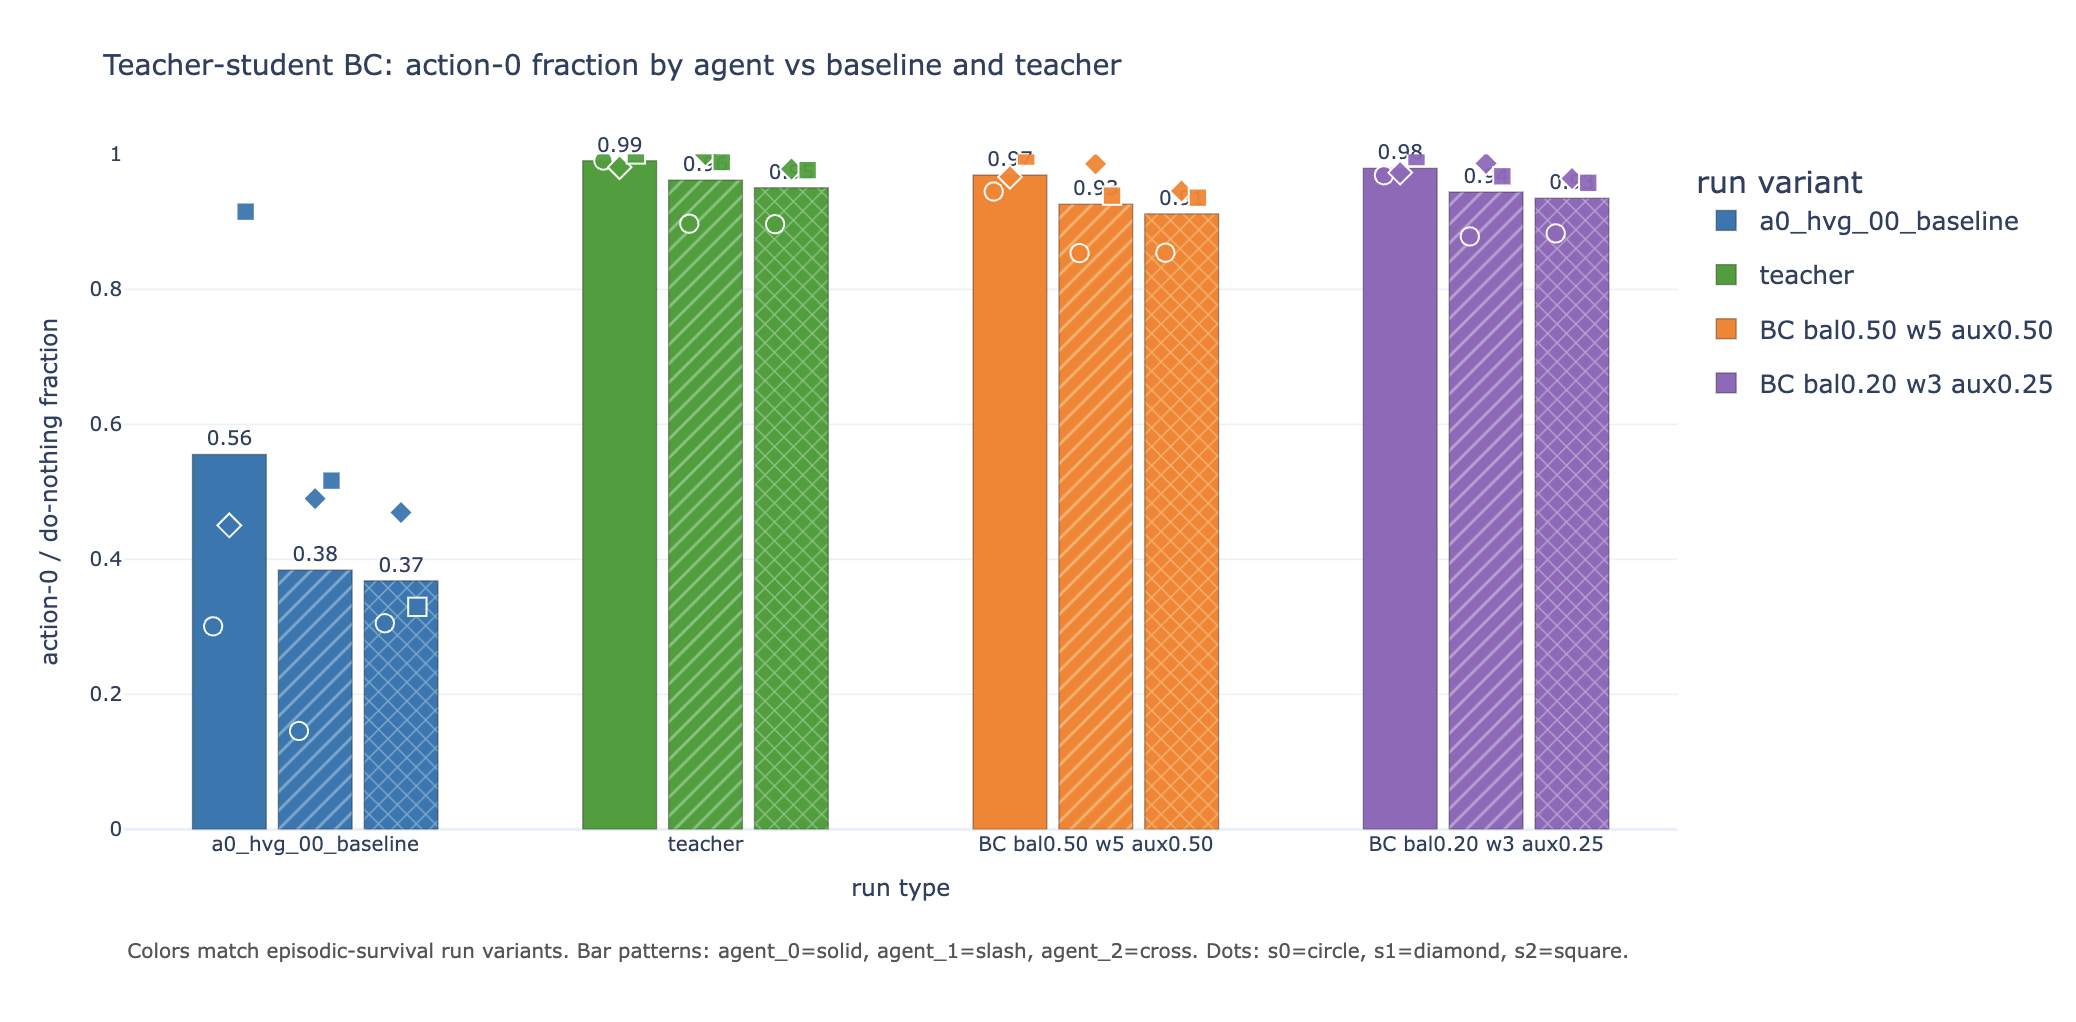 Teacher-student BC: action-0 fraction by agent vs baseline and teacher
action-0 / do-nothing fraction
1
0.8
0.6
0.4
0.2
0
0.56
0.38
0.37
0.99
0.97
0.93
0.98
a0_hvg_00_baseline
teacher
BC bal0.50 w5 aux0.50
BC bal0.20 w3 aux0.25
run type
run variant
a0_hvg_00_baseline
teacher
BC bal0.50 w5 aux0.50
BC bal0.20 w3 aux0.25
Colors match episodic-survival run variants. Bar patterns: agent_0=solid, agent_1=slash, agent_2=cross. Dots: s0=circle, s1=diamond, s2=square.